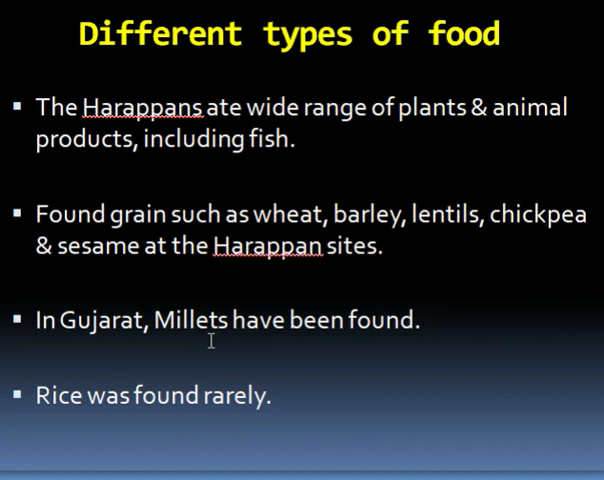 Different types of food
▪ The Harappans ate wide range of plants & animal
products, including fish.
▪ Found grain such as wheat, barley, lentils, chickpea
& sesame at the Harappan sites.
▪ In Gujarat, Millets have been found.
▪ Rice was found rarely.